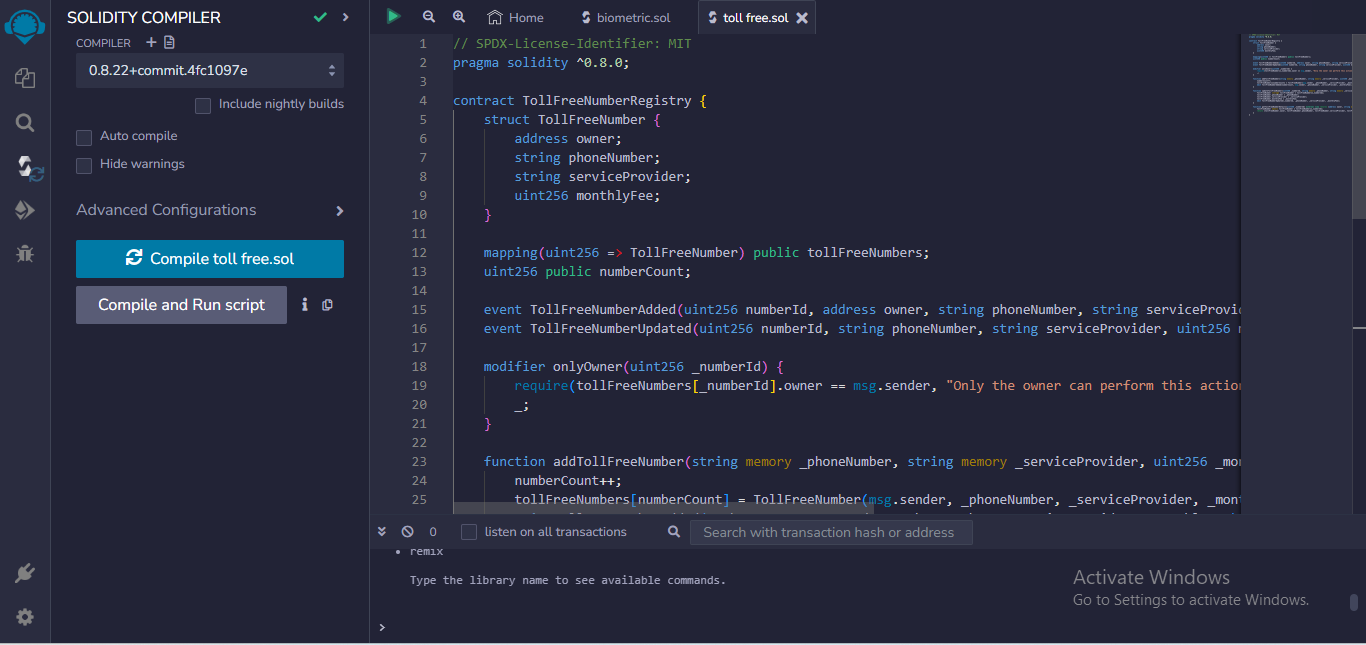 SOLIDITY COMPILER
COMPILER
0.8.22+commit.4fc1097e
Include nightly builds
Auto compile
Hide warnings
Advanced Configurations
Compile toll free.sol
Compile and Run script
Home
biometric.sol
toll free.sol
1 // SPDX-License-Identifier: MIT
2 pragma solidity ^0.8.0;
3
4 contract TollFreeNumberRegistry {
5 struct TollFreeNumber {
6 address owner;
7 string phoneNumber;
8 string serviceProvider;
9 uint256 monthlyFee;
10 }
11
12 mapping(uint256 => TollFreeNumber) public tollFreeNumbers;
13 uint256 public numberCount;
14
15 event TollFreeNumberAdded(uint256 numberId, address owner, string phoneNumber, string serviceProvi
16 event TollFreeNumberUpdated(uint256 numberId, string phoneNumber, string serviceProvider, uint256
17
18 modifier onlyOwner(uint256 _numberId) {
19 require(tollFreeNumbers[_numberId].owner == msg.sender, "Only the owner can perform this action
20 _;
21 }
22
23 function addTollFreeNumber(string memory _phoneNumber, string memory _serviceProvider, uint256 _mon
24 numberCount++;
25 tollFreeNumbers[numberCount] = TollFreeNumber(msg.sender, _phoneNumber, _serviceProvider, _mont
0
listen on all transactions
Search with transaction hash or address
• remix
Type the library name to see available commands.
>
Activate Windows
Go to Settings to activate Windows.